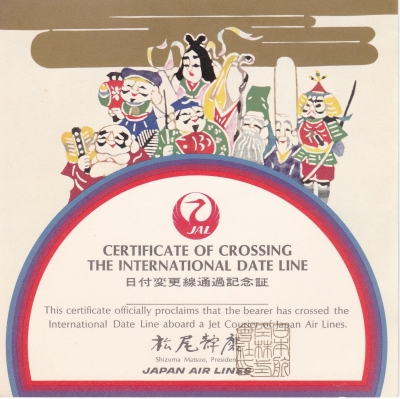 JAL
CERTIFICATE OF CROSSING
THE INTERNATIONAL DATE LINE
日付変更線通過記念証
This certificate officially proclaims that the bearer has crossed the
International Date Line aboard a Jet Courier of Japan Air Lines.
松尾静磨
Shizuma Matsuo, President
JAPAN AIR LINES